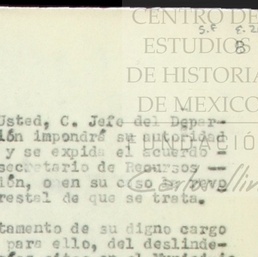 CENTRO DE
ESTUDIOS
DE HISTORIA
DE MEXICO
FUNDACIÓ
Usted, C. Jefe del Depar-
ión impondrá su autoridad
y se expida el acuerdo -
secretario de Recursos -
ión, o en su caso
restal de que se trata.
tamento de su digno cargo
para ello, del deslinde-